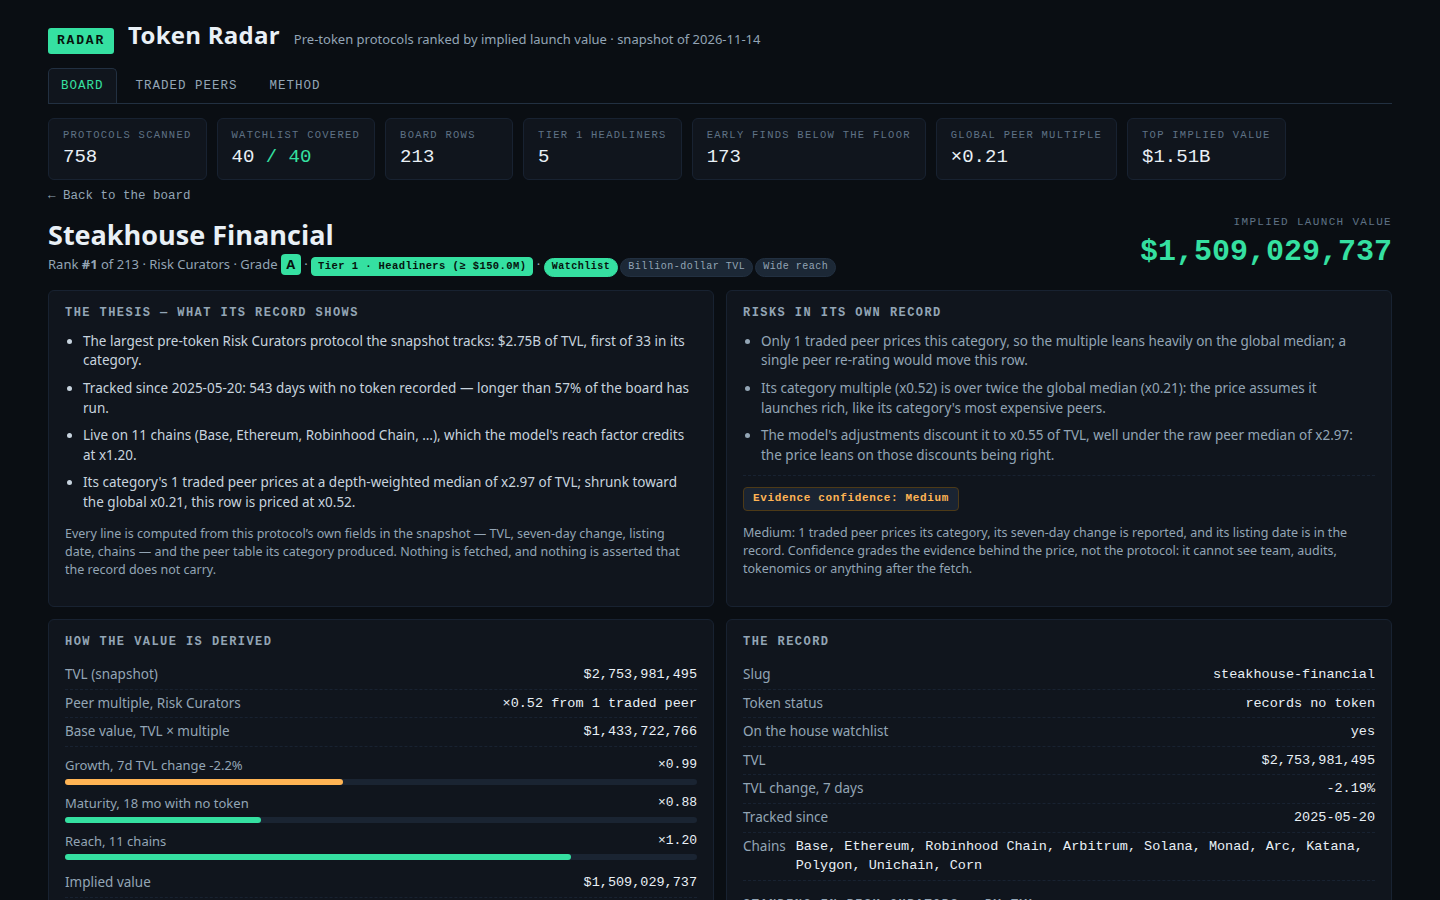 RADAR Token Radar Pre-token protocols ranked by implied launch value · snapshot of 2026-11-14
BOARD TRADED PEERS METHOD
PROTOCOLS SCANNED
758
WATCHLIST COVERED
40 / 40
BOARD ROWS
213
TIER 1 HEADLINERS
5
EARLY FINDS BELOW THE FLOOR
173
GLOBAL PEER MULTIPLE
×0.21
TOP IMPLIED VALUE
$1.51B
← Back to the board
Steakhouse Financial
Rank #1 of 213 · Risk Curators · Grade A · Tier 1 · Headliners (≥ $150.0M) · Watchlist Billion-dollar TVL Wide reach
IMPLIED LAUNCH VALUE
$1,509,029,737
THE THESIS — WHAT ITS RECORD SHOWS
• The largest pre-token Risk Curators protocol the snapshot tracks: $2.75B of TVL, first of 33 in its
category.
• Tracked since 2025-05-20: 543 days with no token recorded — longer than 57% of the board has
run.
• Live on 11 chains (Base, Ethereum, Robinhood Chain, …), which the model's reach factor credits
at x1.20.
• Its category's 1 traded peer prices at a depth-weighted median of x2.97 of TVL; shrunk toward
the global x0.21, this row is priced at x0.52.
Every line is computed from this protocol's own fields in the snapshot — TVL, seven-day change, listing
date, chains — and the peer table its category produced. Nothing is fetched, and nothing is asserted that
the record does not carry.
RISKS IN ITS OWN RECORD
• Only 1 traded peer prices this category, so the multiple leans heavily on the global median; a
single peer re-rating would move this row.
• Its category multiple (x0.52) is over twice the global median (x0.21): the price assumes it
launches rich, like its category's most expensive peers.
• The model's adjustments discount it to x0.55 of TVL, well under the raw peer median of x2.97:
the price leans on those discounts being right.
Evidence confidence: Medium
Medium: 1 traded peer prices its category, its seven-day change is reported, and its listing date is in the
record. Confidence grades the evidence behind the price, not the protocol: it cannot see team, audits,
tokenomics or anything after the fetch.
HOW THE VALUE IS DERIVED
TVL (snapshot) $2,753,981,495
Peer multiple, Risk Curators ×0.52 from 1 traded peer
Base value, TVL × multiple $1,433,722,766
Growth, 7d TVL change -2.2% ×0.99
Maturity, 18 mo with no token ×0.88
Reach, 11 chains ×1.20
Implied value $1,509,029,737
THE RECORD
Slug steakhouse-financial
Token status records no token
On the house watchlist yes
TVL $2,753,981,495
TVL change, 7 days -2.19%
Tracked since 2025-05-20
Chains Base, Ethereum, Robinhood Chain, Arbitrum, Solana, Monad, Arc, Katana,
Polygon, Unichain, Corn